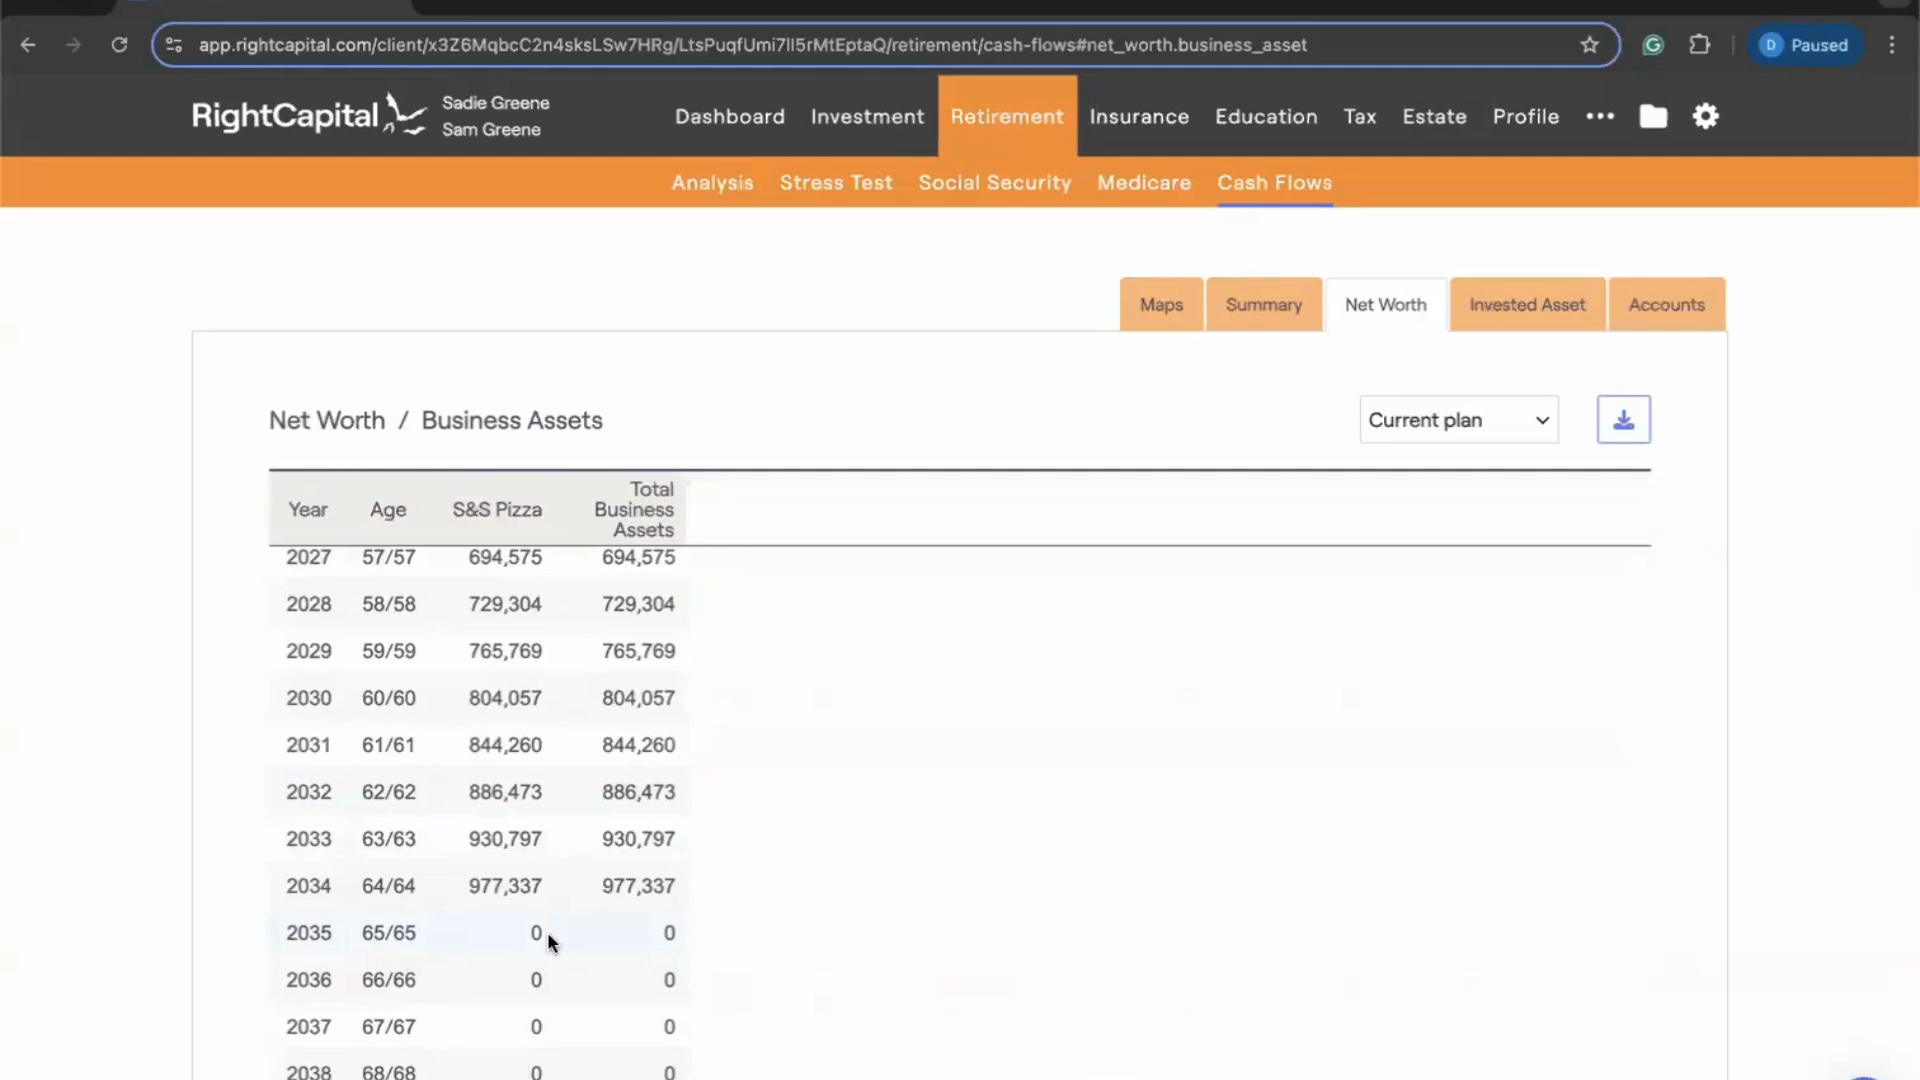 app.rightcapital.com/client/x3Z6MqbcC2n4sksLSw7HRg/LtsPuqfUmi7lI5rMtEptaQ/retirement/cash-flows#net_worth.business_asset
D Paused
RightCapital
Sadie Greene
Sam Greene
Dashboard Investment Retirement Insurance Education Tax Estate Profile
Analysis Stress Test Social Security Medicare Cash Flows
Maps Summary Net Worth Invested Asset Accounts
Net Worth / Business Assets
Current plan
Year Age S&S Pizza Total Business Assets
2027 57/57 694,575 694,575
2028 58/58 729,304 729,304
2029 59/59 765,769 765,769
2030 60/60 804,057 804,057
2031 61/61 844,260 844,260
2032 62/62 886,473 886,473
2033 63/63 930,797 930,797
2034 64/64 977,337 977,337
2035 65/65 0 0
2036 66/66 0 0
2037 67/67 0 0
2038 68/68 0 0